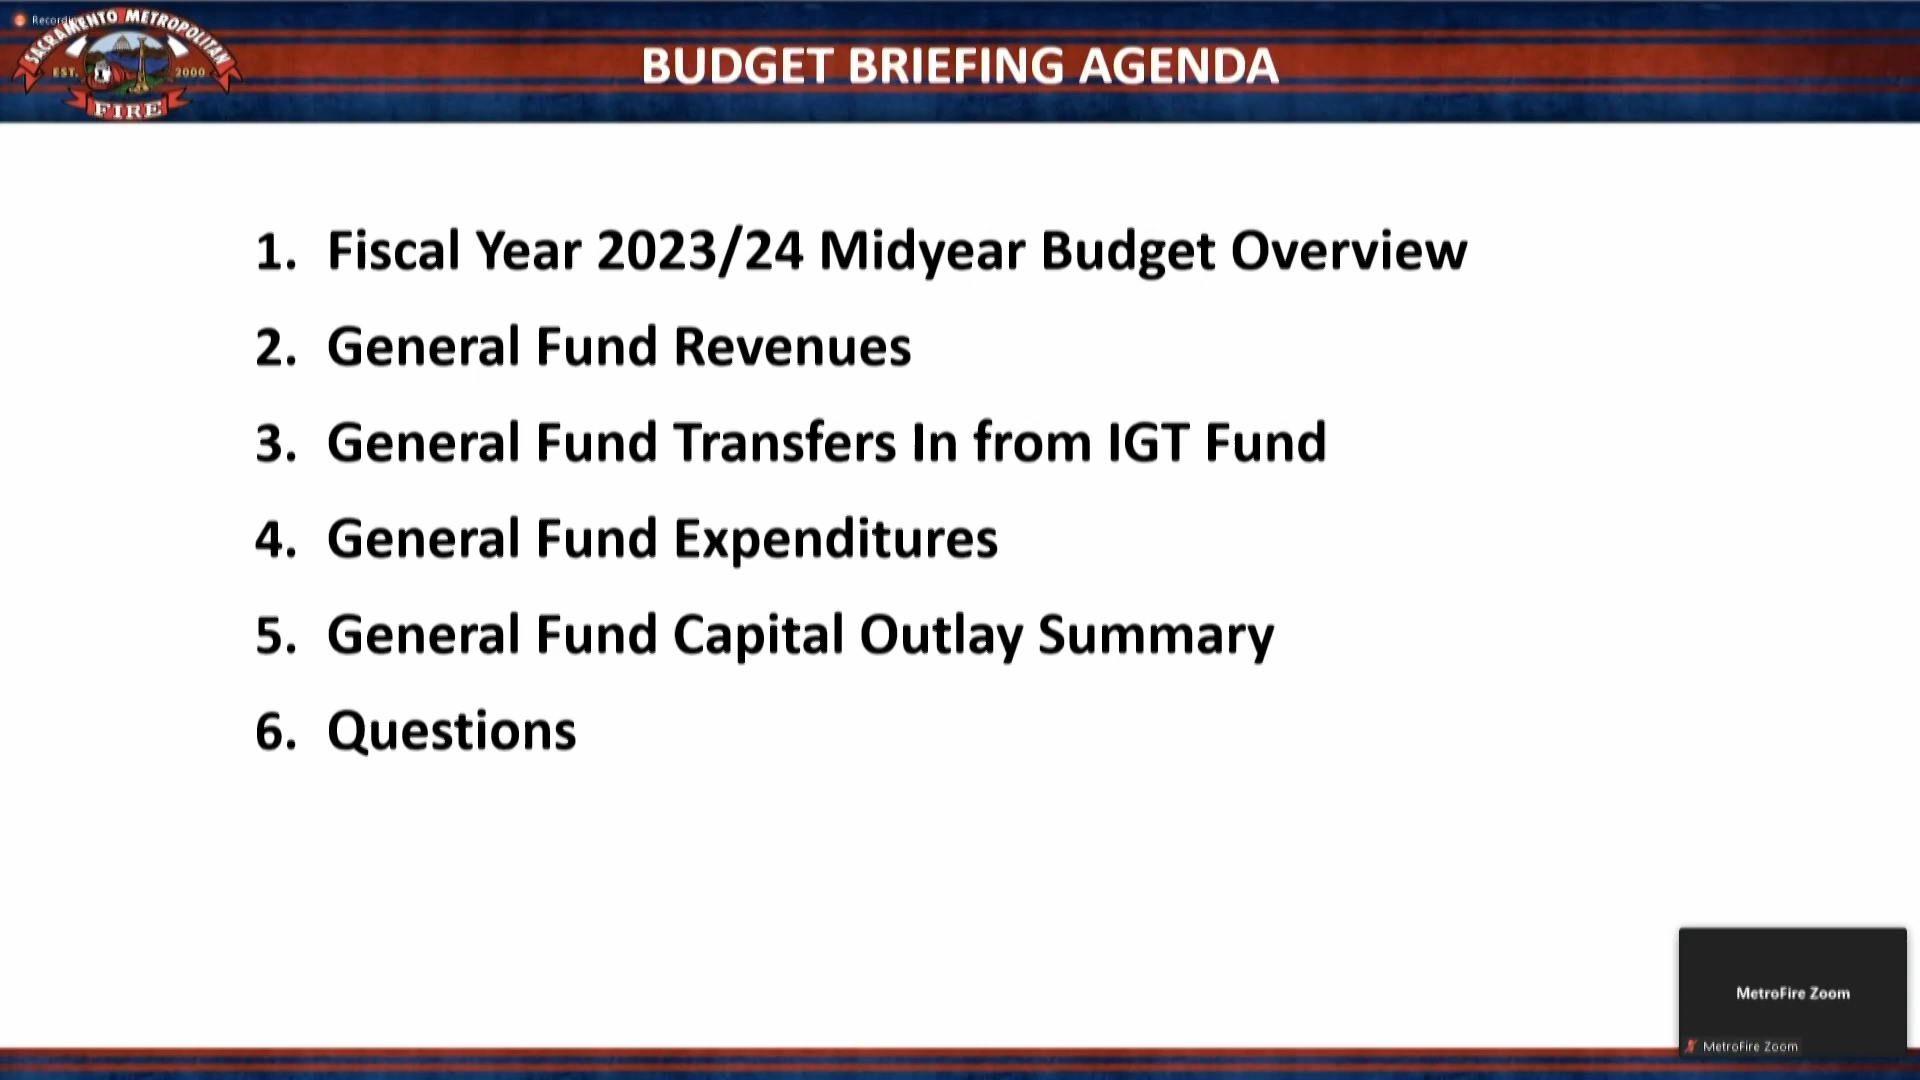 Recordi
SACRAMENTO METROPOLITAN
EST. 2000
FIRE
BUDGET BRIEFING AGENDA
1. Fiscal Year 2023/24 Midyear Budget Overview
2. General Fund Revenues
3. General Fund Transfers In from IGT Fund
4. General Fund Expenditures
5. General Fund Capital Outlay Summary
6. Questions
MetroFire Zoom
MetroFire Zoom